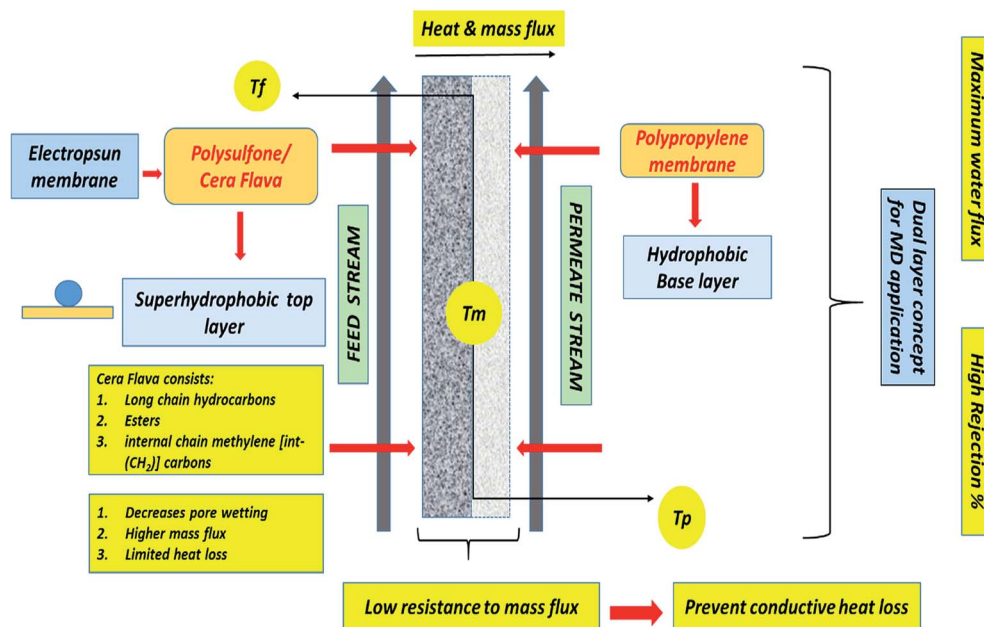 Heat & mass flux
Tf
Electropsun
membrane
Polysulfone/
Cera Flava
Superhydrophobic top
layer
Cera Flava consists:
1. Long chain hydrocarbons
2. Esters
3. internal chain methylene [int-
(CH₂)] carbons
1. Decreases pore wetting
2. Higher mass flux
3. Limited heat loss
FEED STREAM
Tm
PERMEATE STREAM
Polypropylene
membrane
Hydrophobic
Base layer
Tp
Low resistance to mass flux
Prevent conductive heat loss
Dual layer concept
for MD application
Maximum water
flux
High Rejection %